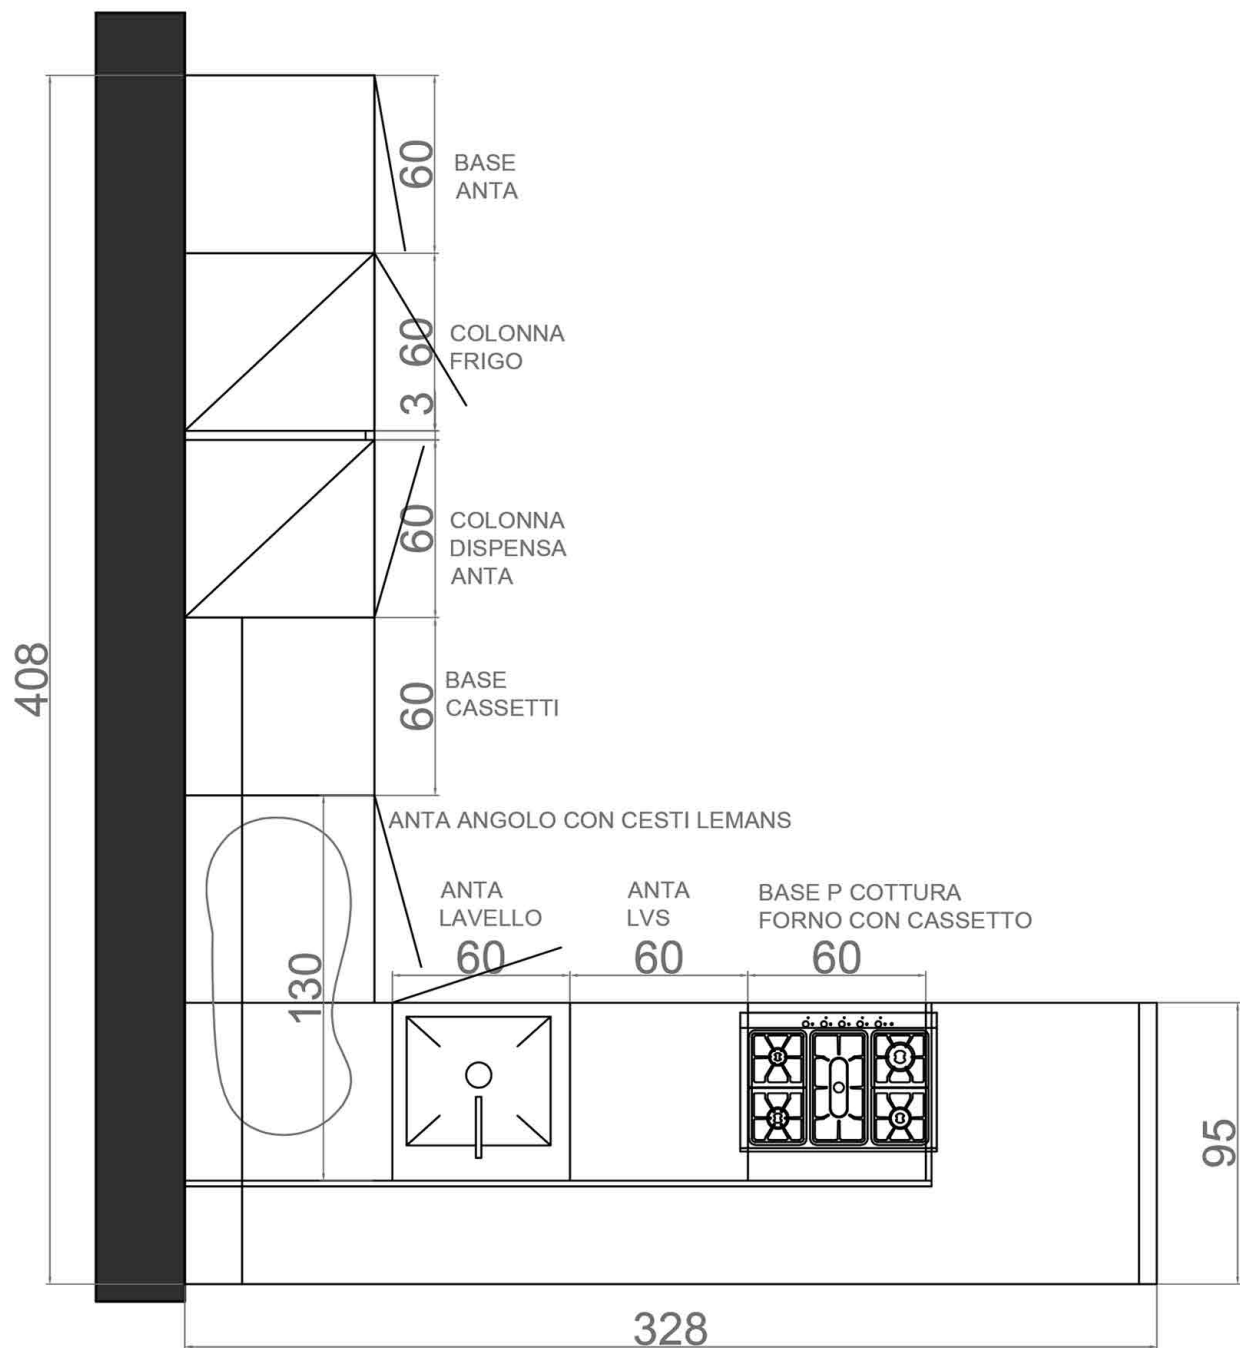 60
BASE
ANTA
60
COLONNA
FRIGO
3
60
COLONNA
DISPENSA
ANTA
408
60
BASE
CASSETTI
ANTA ANGOLO CON CESTI LEMANS
ANTA
LAVELLO
60
ANTA
LVS
60
BASE P COTTURA
FORNO CON CASSETTO
60
130
95
328